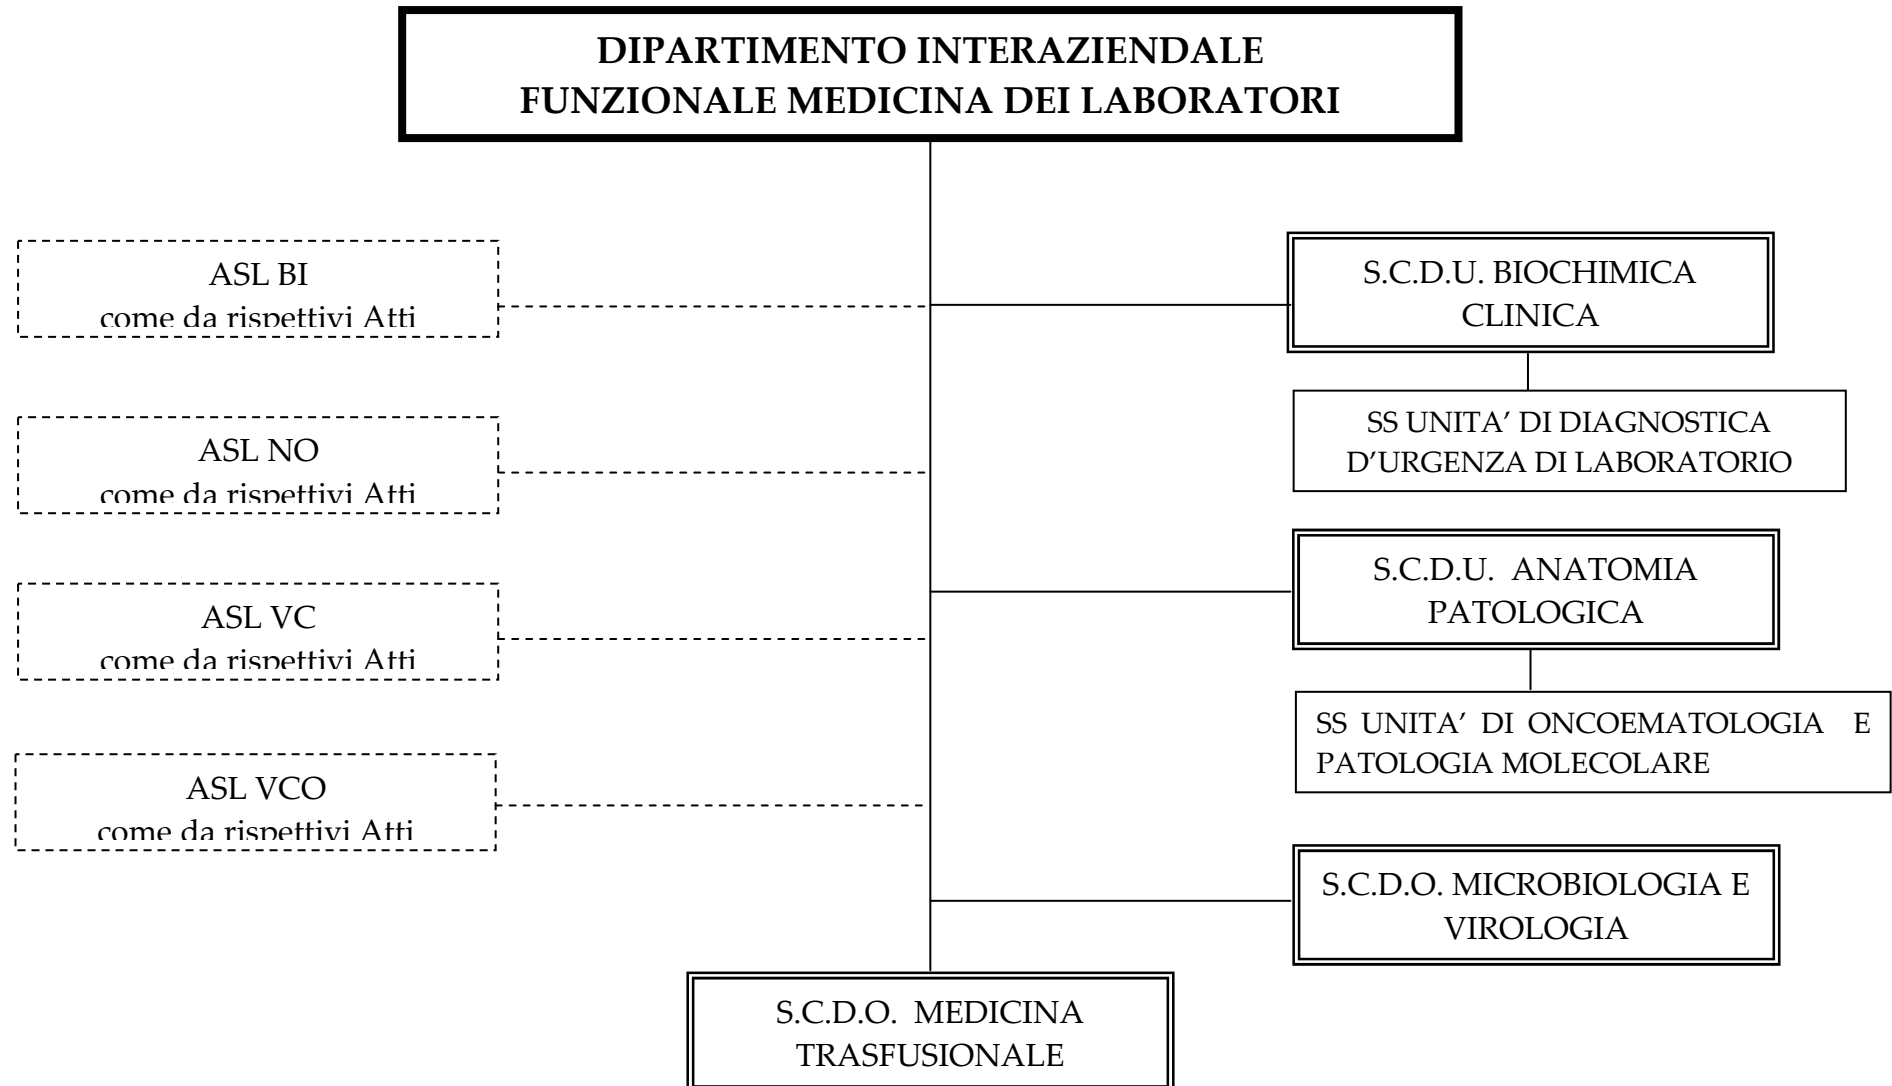 DIPARTIMENTO INTERAZIENDALE
FUNZIONALE MEDICINA DEI LABORATORI
ASL BI
come da rispettivi Atti
ASL NO
come da rispettivi Atti
ASL VC
come da rispettivi Atti
ASL VCO
come da rispettivi Atti
S.C.D.U. BIOCHIMICA
CLINICA
SS UNITA’ DI DIAGNOSTICA
D’URGENZA DI LABORATORIO
S.C.D.U. ANATOMIA
PATOLOGICA
SS UNITA’ DI ONCOEMATOLOGIA E
PATOLOGIA MOLECOLARE
S.C.D.O. MICROBIOLOGIA E
VIROLOGIA
S.C.D.O. MEDICINA
TRASFUSIONALE